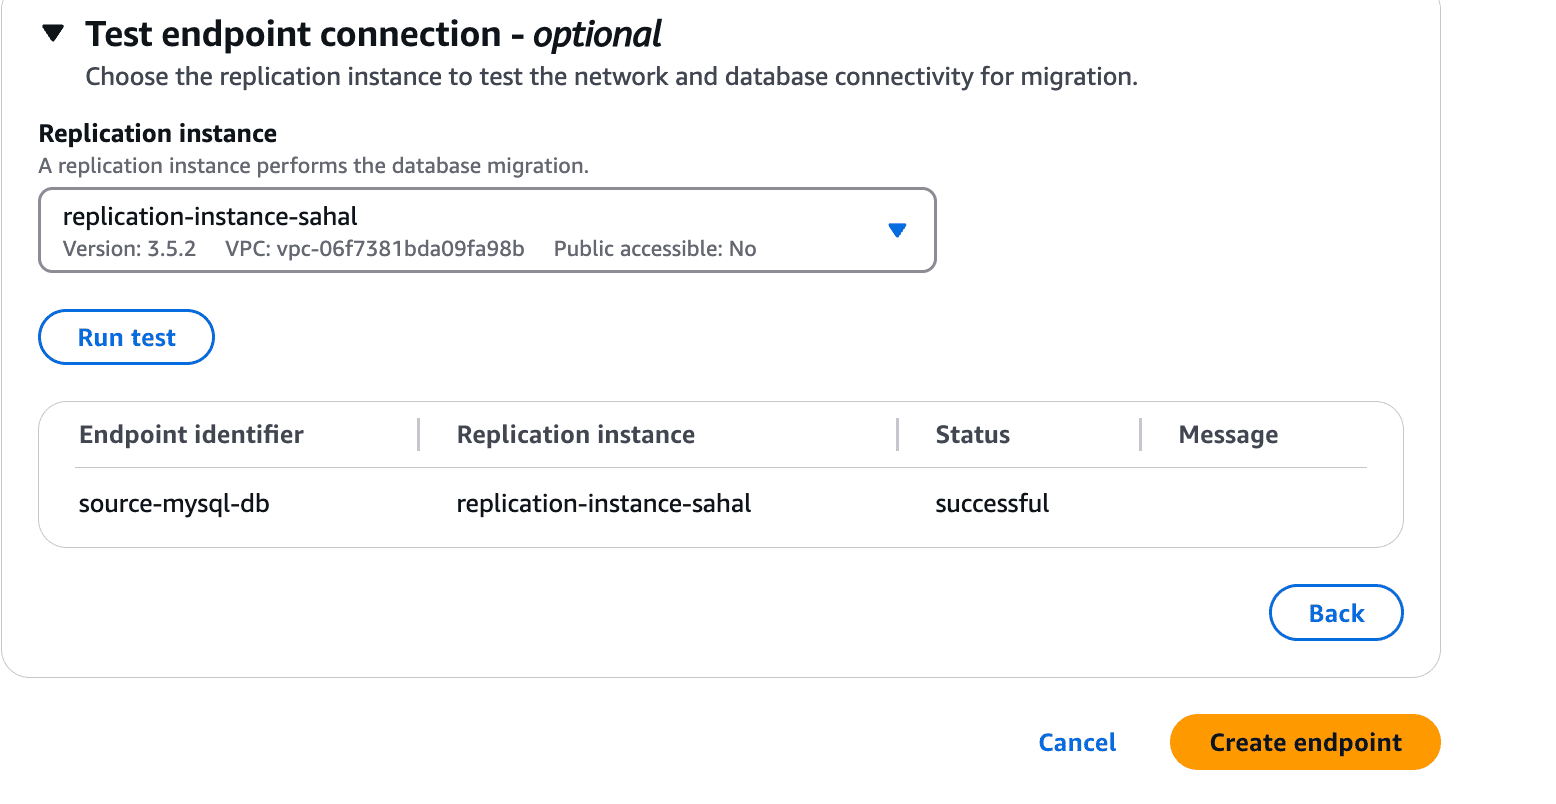 Test endpoint connection - optional
Choose the replication instance to test the network and database connectivity for migration.
Replication instance
A replication instance performs the database migration.
replication-instance-sahal
Version: 3.5.2 VPC: vpc-06f7381bda09fa98b Public accessible: No
Run test
Endpoint identifier Replication instance Status Message
source-mysql-db replication-instance-sahal successful
Back
Cancel Create endpoint